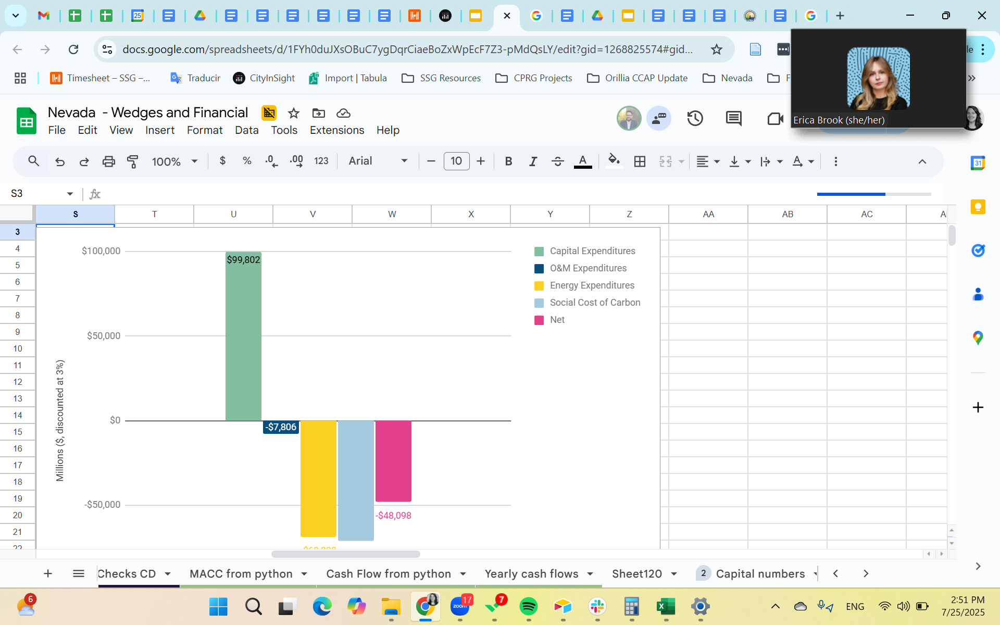 docs.google.com/spreadsheets/d/1FYh0duJXsOBuC7ygDqrCiaeBoZxWpEcF7Z3-pMdQsLY/edit?gid=1268825574#gid...
Timesheet – SSG –...
Traducir
CityInSight
Import | Tabula
SSG Resources
CPRG Projects
Orillia CCAP Update
Nevada
Erica Brook (she/her)
Nevada - Wedges and Financial
File Edit View Insert Format Data Tools Extensions Help
100% $ % .0 .00 123 Arial 10 B I A
S3
S T U V W X Y Z AA AB AC
3
4
5
6
7
8
9
10
11
12
13
14
15
16
17
18
19
20
21
22
$100,000
$50,000
$0
-$50,000
Millions ($, discounted at 3%)
$99,802
-$7,806
-$48,098
Capital Expenditures
O&M Expenditures
Energy Expenditures
Social Cost of Carbon
Net
Checks CD
MACC from python
Cash Flow from python
Yearly cash flows
Sheet120
2
Capital numbers
6
zoom
17
7
ENG
2:51 PM
7/25/2025